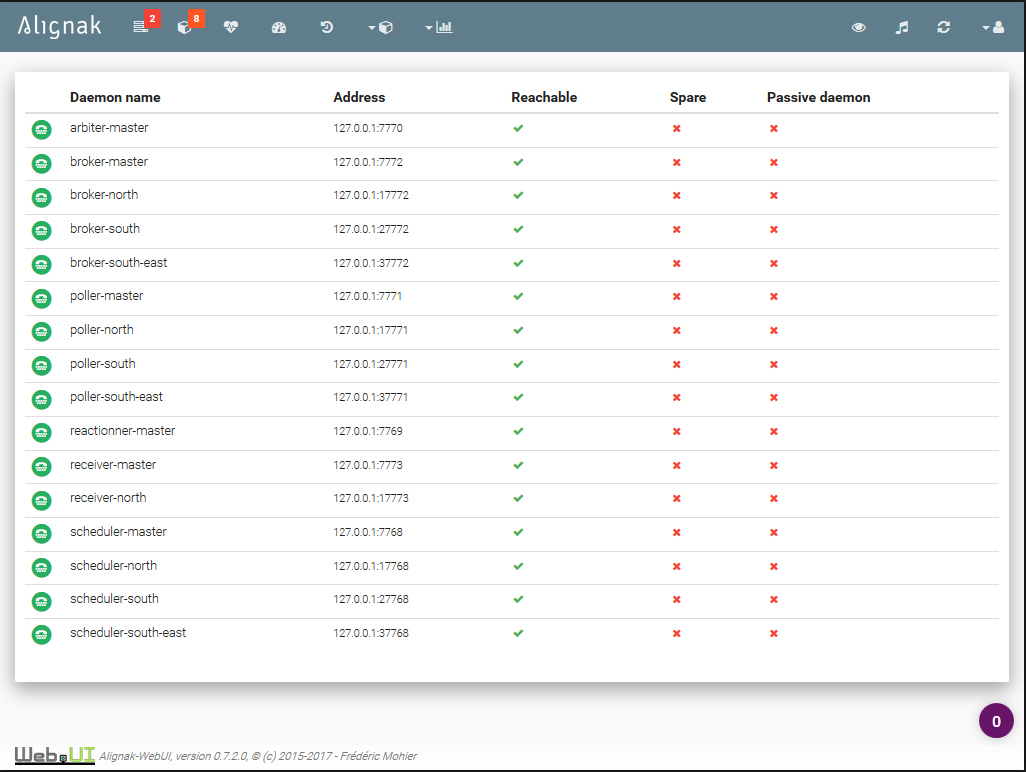 Alignak 2 8
Daemon name Address Reachable Spare Passive daemon
arbiter-master 127.0.0.1:7770
broker-master 127.0.0.1:7772
broker-north 127.0.0.1:17772
broker-south 127.0.0.1:27772
broker-south-east 127.0.0.1:37772
poller-master 127.0.0.1:7771
poller-north 127.0.0.1:17771
poller-south 127.0.0.1:27771
poller-south-east 127.0.0.1:37771
reactionner-master 127.0.0.1:7769
receiver-master 127.0.0.1:7773
receiver-north 127.0.0.1:17773
scheduler-master 127.0.0.1:7768
scheduler-north 127.0.0.1:17768
scheduler-south 127.0.0.1:27768
scheduler-south-east 127.0.0.1:37768
0
Web UI Alignak-WebUI, version 0.7.2.0, © (c) 2015-2017 - Frédéric Mohier